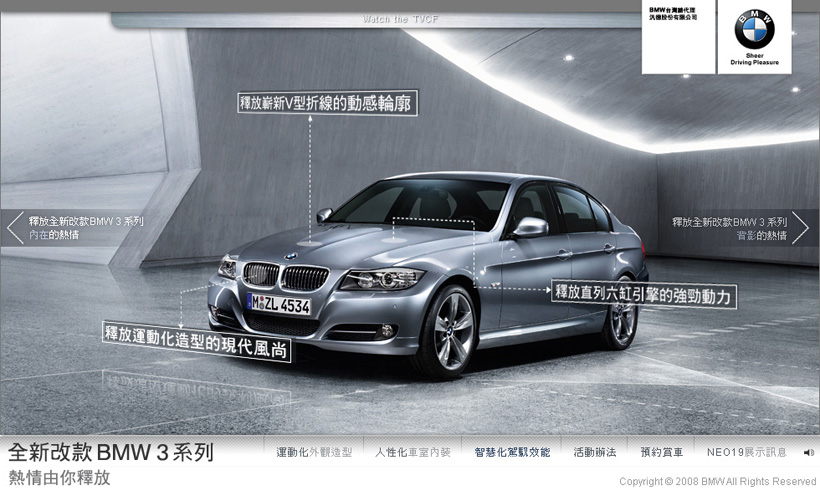 Watch the TVCF
BMW台灣總代理
汎德股份有限公司
BMW
Sheer
Driving Pleasure
釋放嶄新V型折線的動感輪廓
釋放全新改款BMW 3 系列
內在的熱情
釋放全新改款BMW 3 系列
的熱情
釋放直列六缸引擎的強勁動力
M ZL 4534
釋放運動化造型的現代風尚
全新改款 BMW 3 系列
熱情由你釋放
運動化外觀造型
人性化車室內裝
智慧化駕馭效能
活動辦法
預約賞車
NEO19展示訊息
Copyright © 2008 BMW All Rights Reserved